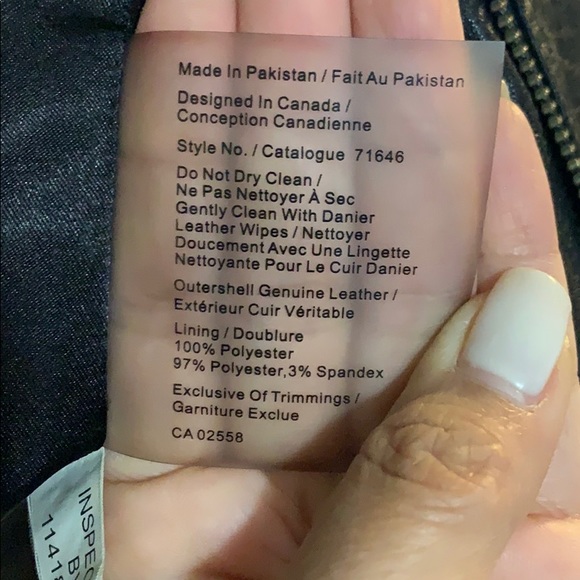 Made In Pakistan / Fait Au Pakistan
Designed In Canada /
Conception Canadienne
Style No. / Catalogue 71646
Do Not Dry Clean /
Ne Pas Nettoyer À Sec
Gently Clean With Danier
Leather Wipes / Nettoyer
Doucement Avec Une Lingette
Nettoyante Pour Le Cuir Danier
Outershell Genuine Leather /
Extérieur Cuir Véritable
Lining / Doublure
100% Polyester
97% Polyester,3% Spandex
Exclusive Of Trimmings /
Garniture Exclue
CA 02558